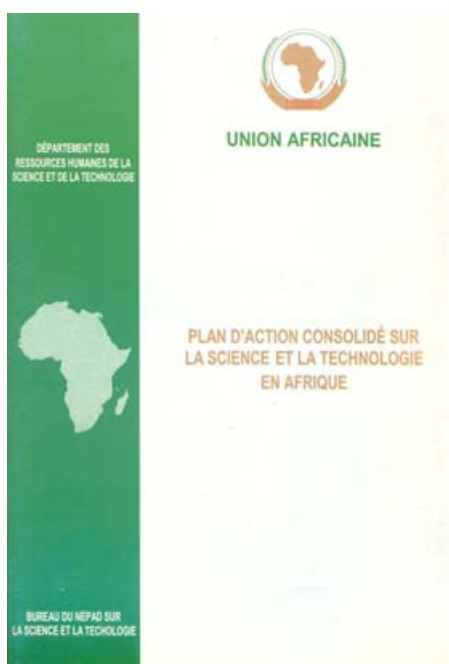 DÉPARTEMENT DES
RESSOURCES HUMAINES DE LA
SCIENCE ET DE LA TECHNOLOGIE
UNION AFRICAINE
PLAN D'ACTION CONSOLIDÉ SUR
LA SCIENCE ET LA TECHNOLOGIE
EN AFRIQUE
BUREAU DU NEPAD SUR
LA SCIENCE ET LA TECHOLOGIE